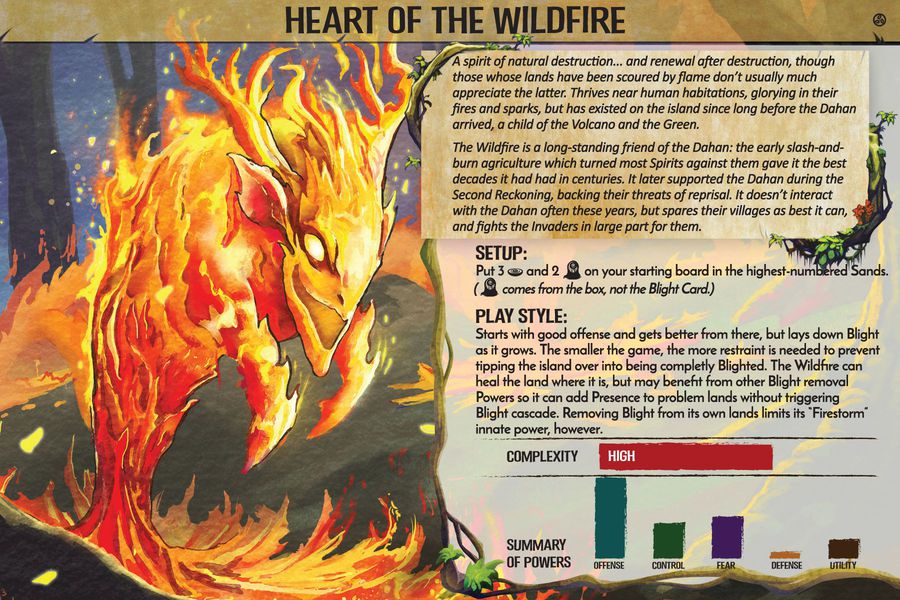 HEART OF THE WILDFIRE
A spirit of natural destruction... and renewal after destruction, though
those whose lands have been scoured by flame don't usually much
appreciate the latter. Thrives near human habitations, glorying in their
fires and sparks, but has existed on the island since long before the Dahan
arrived, a child of the Volcano and the Green.
The Wildfire is a long-standing friend of the Dahan: the early slash-and-
burn agriculture which turned most Spirits against them gave it the best
decades it had had in centuries. It later supported the Dahan during the
Second Reckoning, backing their threats of reprisal. It doesn't interact
with the Dahan often these years, but spares their villages as best it can,
and fights the Invaders in large part for them.
SETUP:
Put 3 and 2 on your starting board in the highest-numbered Sands.
( comes from the box, not the Blight Card.)
PLAY STYLE:
Starts with good offense and gets better from there, but lays down Blight
as it grows. The smaller the game, the more restraint is needed to prevent
tipping the island over into being completly Blighted. The Wildfire can
heal the land where it is, but may benefit from other Blight removal
Powers so it can add Presence to problem lands without triggering
Blight cascade. Removing Blight from its own lands limits its "Firestorm"
innate power, however.
COMPLEXITY HIGH
SUMMARY
OF POWERS
OFFENSE CONTROL FEAR DEFENSE UTILITY